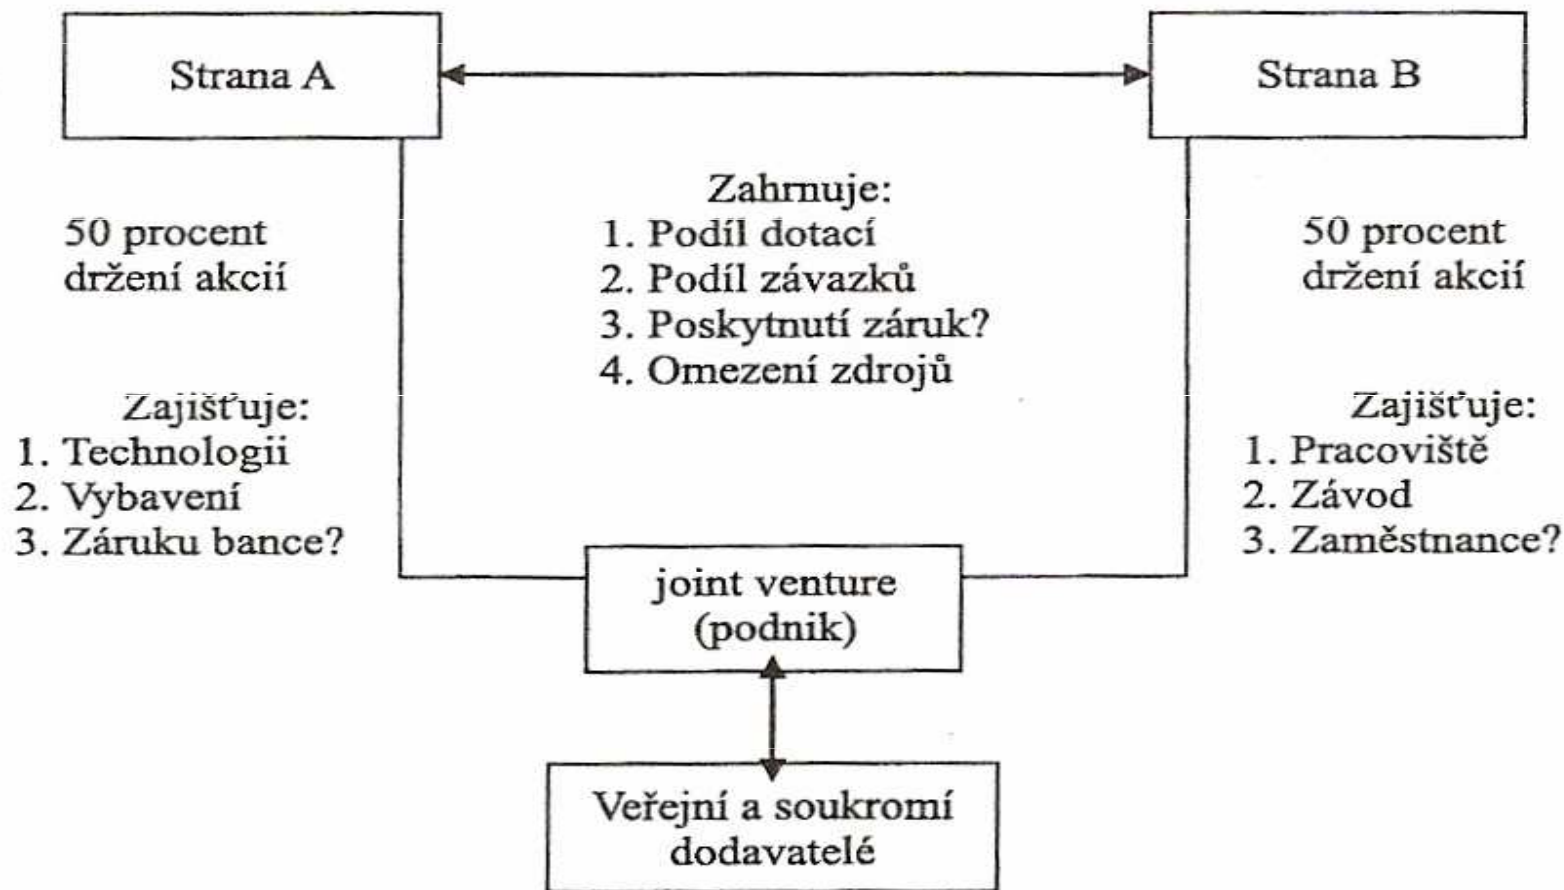 Strana A
Strana B
Zahrnuje:
1. Podíl dotací
2. Podíl závazků
3. Poskytnutí záruk?
4. Omezení zdrojů
50 procent
držení akcií
50 procent
držení akcií
Zajišťuje:
1. Technologii
2. Vybavení
3. Záruku bance?
Zajišťuje:
1. Pracoviště
2. Závod
3. Zaměstnance?
joint venture
(podnik)
Veřejní a soukromí
dodavatelé